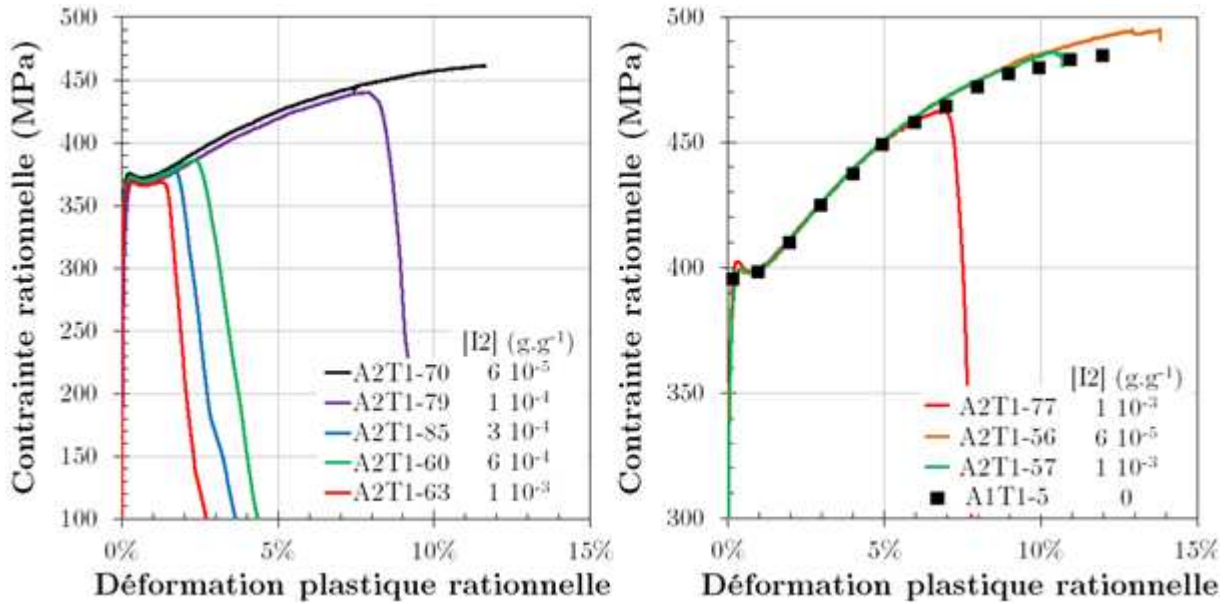 500
450
400
350
300
250
200
150
100
Contrainte rationnelle (MPa)
[I2] (g.g⁻¹)
A2T1-70 6 10⁻⁵
A2T1-79 1 10⁻⁴
A2T1-85 3 10⁻⁴
A2T1-60 6 10⁻⁴
A2T1-63 1 10⁻³
0% 5% 10% 15%
Déformation plastique rationnelle
500
450
400
350
300
Contrainte rationnelle (MPa)
[I2] (g.g⁻¹)
A2T1-77 1 10⁻³
A2T1-56 6 10⁻⁵
A2T1-57 1 10⁻³
A1T1-5 0
0% 5% 10% 15%
Déformation plastique rationnelle